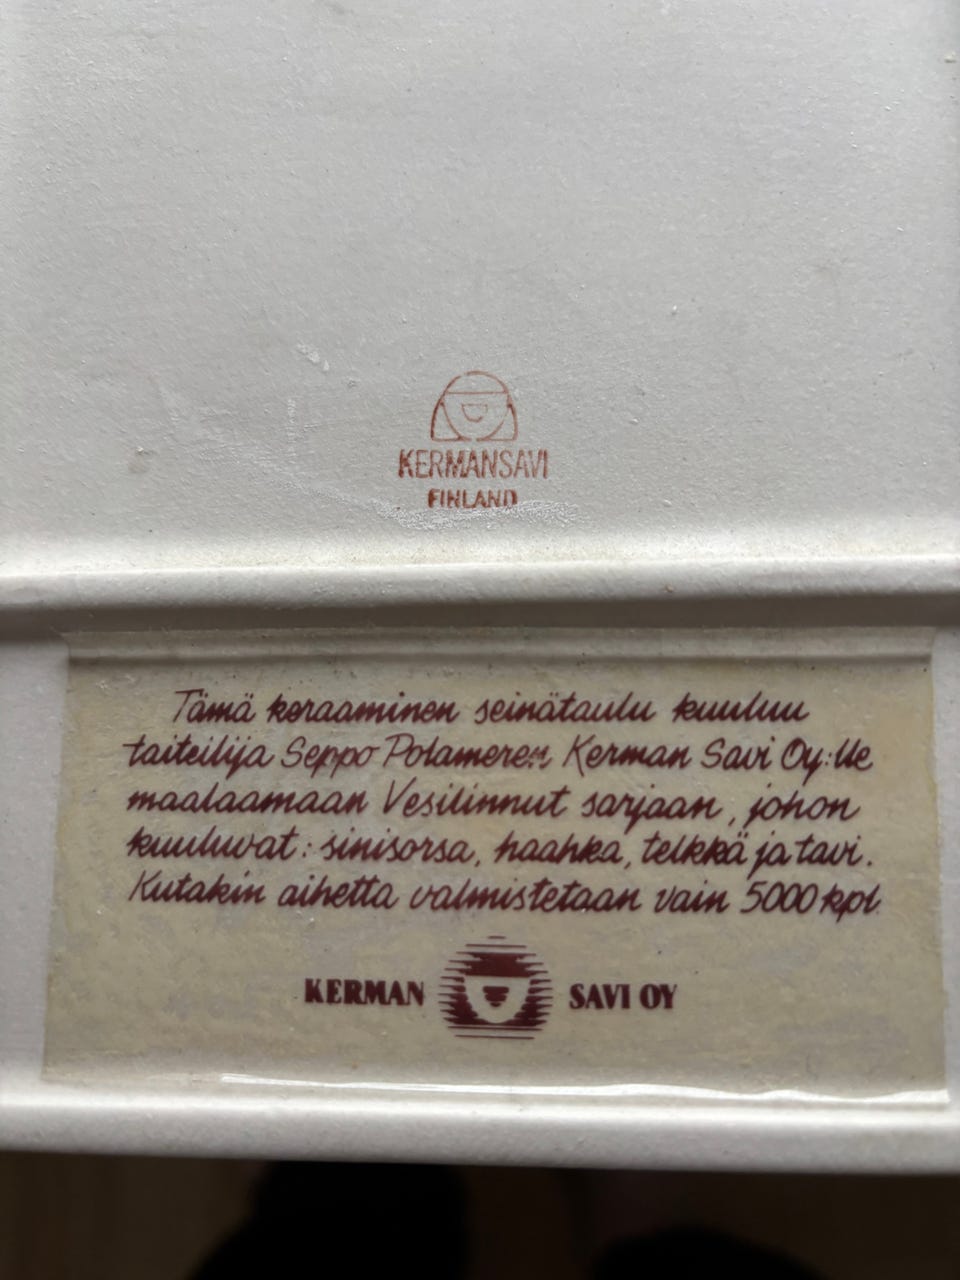 KERMANSAVI
FINLAND
Tämä keraaminen seinätaulu kuuluu
taiteilija Seppo Polameren Kerman Savi Oy:lle
maalaamaan Vesilinnut sarjaan, johon
kuuluvat: sinisorsa, haahka, telkkä ja tavi.
Kutakin aihetta valmistetaan vain 5000 kpl.
KERMAN SAVI OY